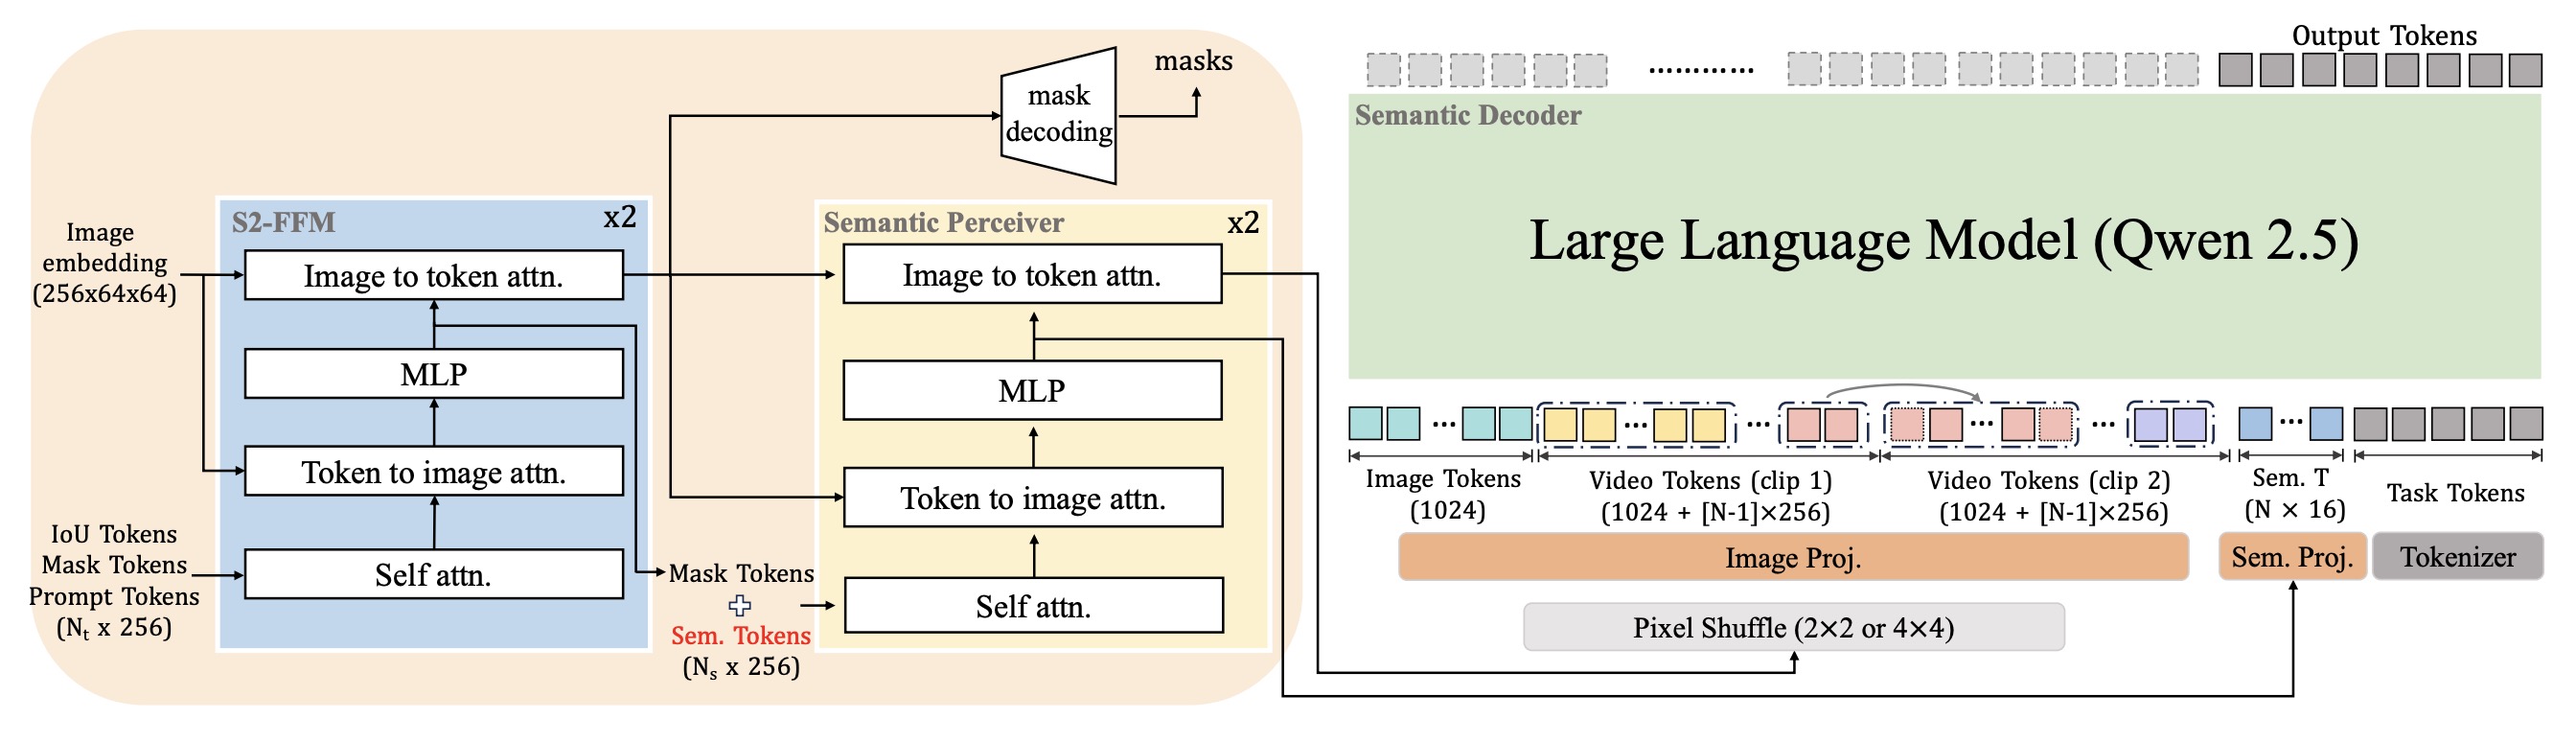 Image
embedding
(256x64x64)
IoU Tokens
Mask Tokens
Prompt Tokens
(Nₜ x 256)
S2-FFM
x2
Image to token attn.
MLP
Token to image attn.
Self attn.
mask
decoding
masks
Mask Tokens
Sem. Tokens
(Nₛ x 256)
Semantic Perceiver
x2
Image to token attn.
MLP
Token to image attn.
Self attn.
Output Tokens
Semantic Decoder
Large Language Model (Qwen 2.5)
Image Tokens
(1024)
Video Tokens (clip 1)
(1024 + [N-1]×256)
Video Tokens (clip 2)
(1024 + [N-1]×256)
Sem. T
(N × 16)
Task Tokens
Image Proj.
Sem. Proj.
Tokenizer
Pixel Shuffle (2×2 or 4×4)